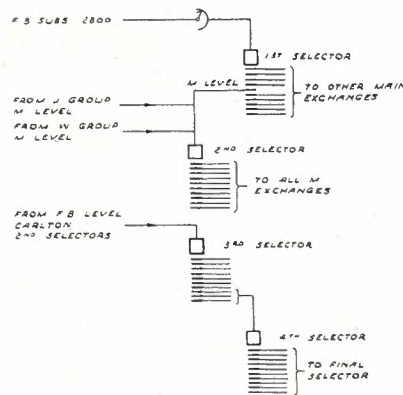 F B SUBS 2800
1ST SELECTOR
M LEVEL
TO OTHER MAIN
EXCHANGES
FROM J GROUP
M LEVEL
FROM W GROUP
M LEVEL
2ND SELECTOR
TO ALL M
EXCHANGES
FROM F B LEVEL
CARLTON
2ND SELECTORS
3RD SELECTOR
4TH SELECTOR
TO FINAL
SELECTOR